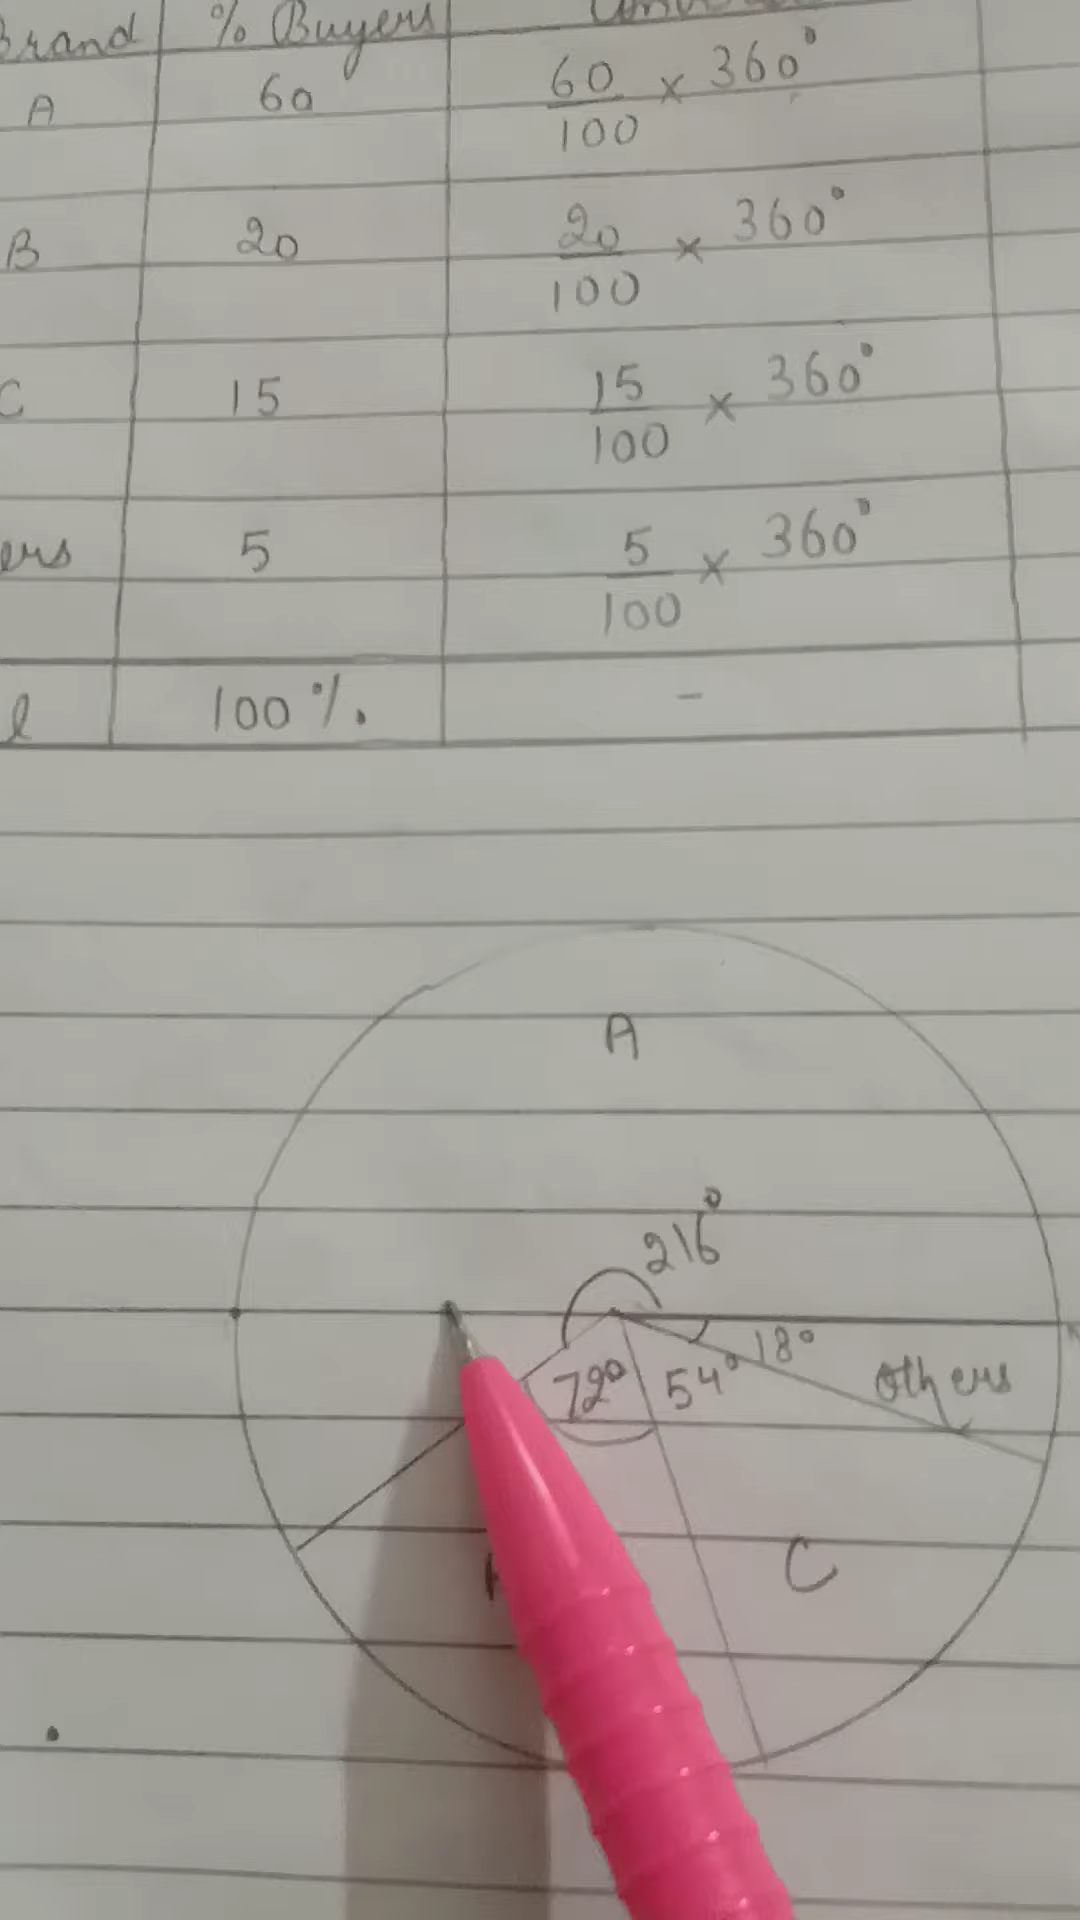 Brand % Buyers
A 60 60/100 × 360°
B 20 20/100 × 360°
C 15 15/100 × 360°
ers 5 5/100 × 360°
l 100 % -
A
216°
18°
72° 54°
Others
C